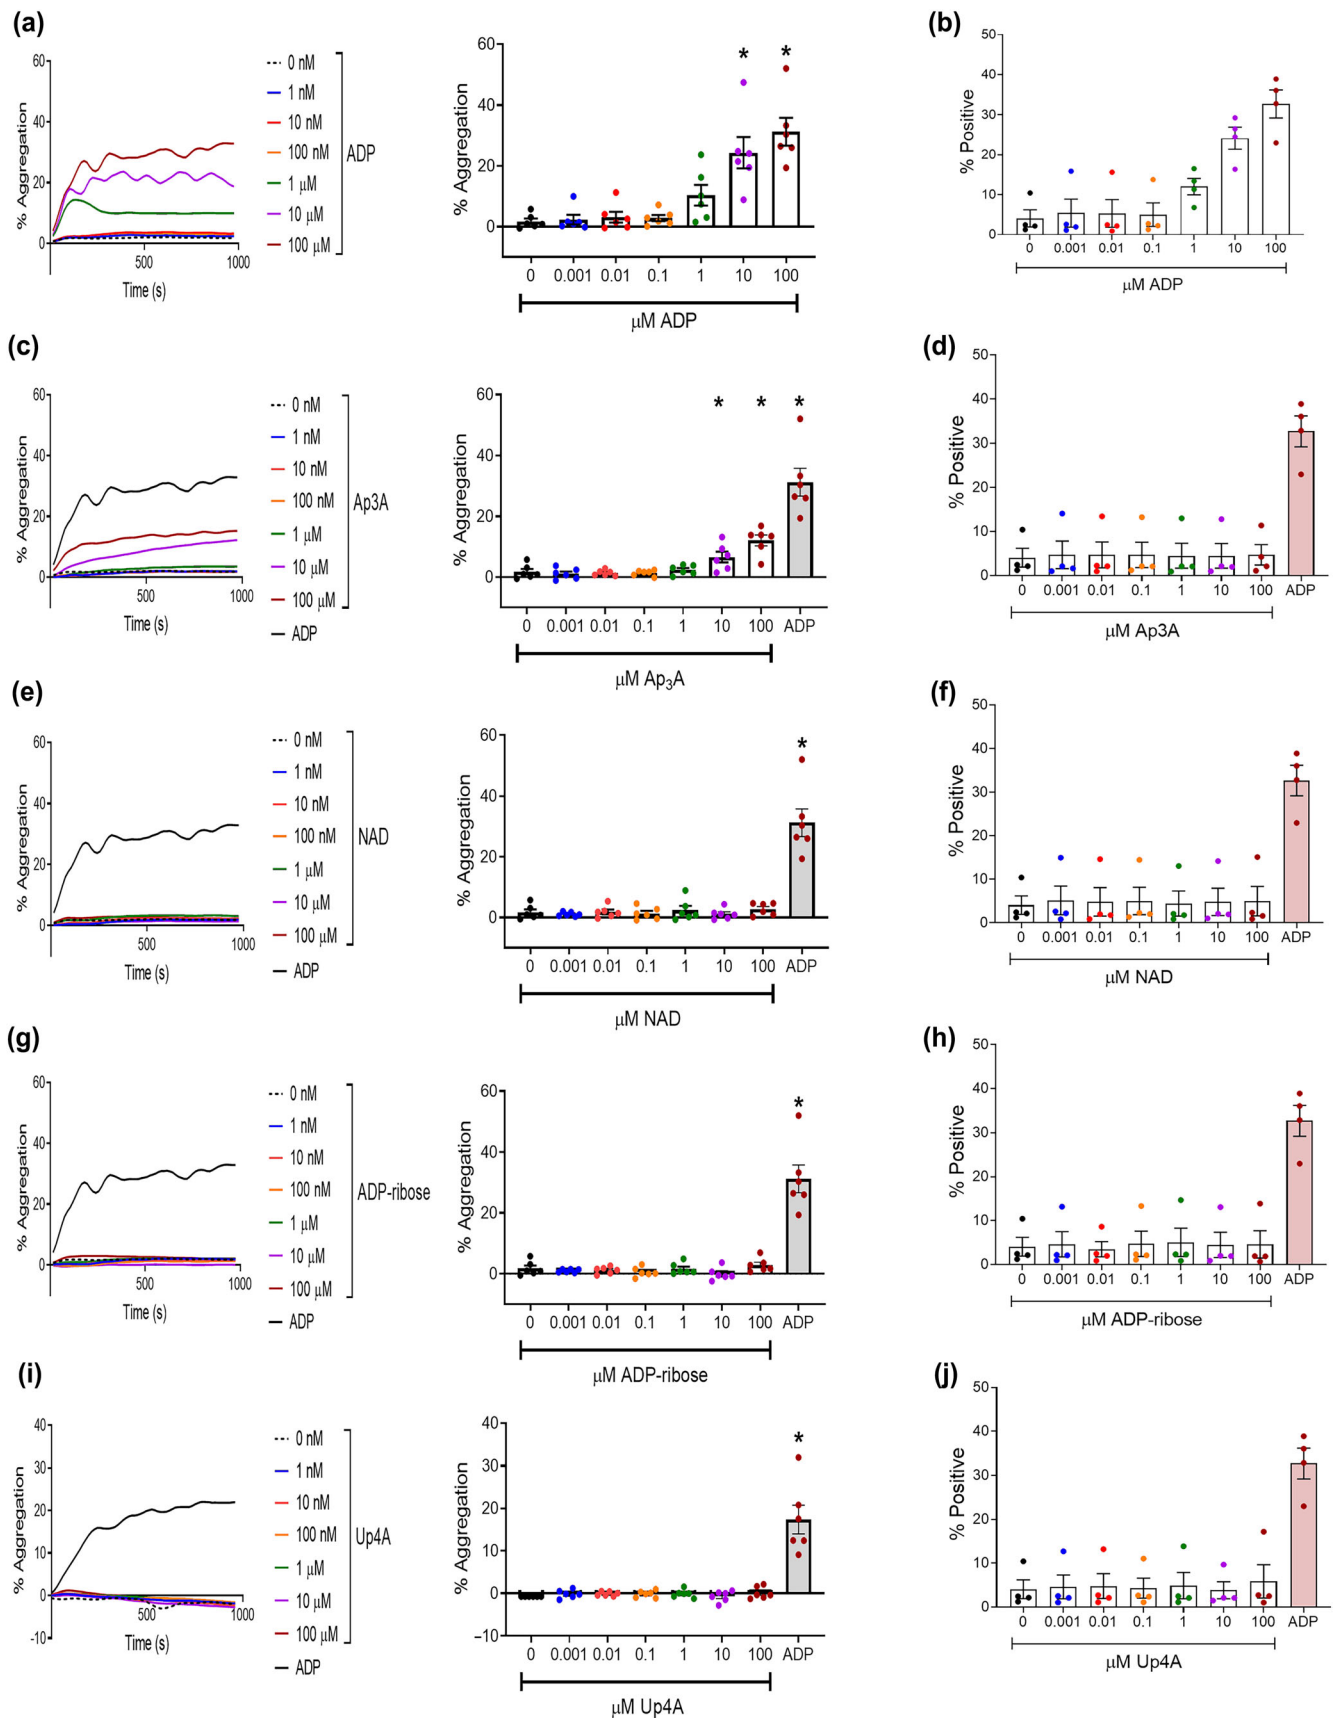 (a)
% Aggregation
60
40
20
0
500
1000
Time (s)
0 nM
1 nM
10 nM
100 nM
1 μM
10 μM
100 μM
ADP
% Aggregation
60
40
20
0
* *
0 0.001 0.01 0.1 1 10 100
μM ADP
(b)
% Positive
50
40
30
20
10
0
0 0.001 0.01 0.1 1 10 100
μM ADP
(c)
% Aggregation
60
40
20
0
500
1000
Time (s)
0 nM
1 nM
10 nM
100 nM
1 μM
10 μM
100 μM
ADP
Ap3A
% Aggregation
60
40
20
0
* * *
0 0.001 0.01 0.1 1 10 100 ADP
μM Ap₃A
(d)
% Positive
50
40
30
20
10
0
0 0.001 0.01 0.1 1 10 100 ADP
μM Ap3A
(e)
% Aggregation
60
40
20
0
500
1000
Time (s)
0 nM
1 nM
10 nM
100 nM
1 μM
10 μM
100 μM
ADP
NAD
% Aggregation
60
40
20
0
*
0 0.001 0.01 0.1 1 10 100 ADP
μM NAD
(f)
% Positive
50
40
30
20
10
0
0 0.001 0.01 0.1 1 10 100 ADP
μM NAD
(g)
% Aggregation
60
40
20
0
500
1000
Time (s)
0 nM
1 nM
10 nM
100 nM
1 μM
10 μM
100 μM
ADP
ADP-ribose
% Aggregation
60
40
20
0
*
0 0.001 0.01 0.1 1 10 100 ADP
μM ADP-ribose
(h)
% Positive
50
40
30
20
10
0
0 0.001 0.01 0.1 1 10 100 ADP
μM ADP-ribose
(i)
% Aggregation
40
30
20
10
0
-10
500
1000
Time (s)
0 nM
1 nM
10 nM
100 nM
1 μM
10 μM
100 μM
ADP
Up4A
% Aggregation
40
30
20
10
0
−10
*
0 0.001 0.01 0.1 1 10 100 ADP
μM Up4A
(j)
% Positive
50
40
30
20
10
0
0 0.001 0.01 0.1 1 10 100 ADP
μM Up4A